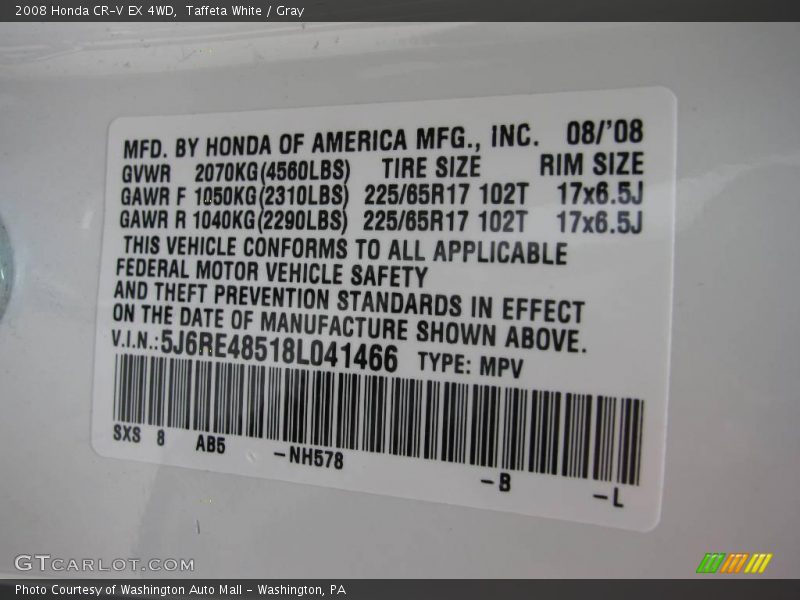 2008 Honda CR-V EX 4WD,  Taffeta White / Gray
MFD. BY HONDA OF AMERICA MFG., INC.  08/'08
GVWR  2070KG(4560LBS)  TIRE SIZE  RIM SIZE
GAWR F 1050KG(2310LBS) 225/65R17 102T  17x6.5J
GAWR R 1040KG(2290LBS) 225/65R17 102T  17x6.5J
THIS VEHICLE CONFORMS TO ALL APPLICABLE
FEDERAL MOTOR VEHICLE SAFETY
AND THEFT PREVENTION STANDARDS IN EFFECT
ON THE DATE OF MANUFACTURE SHOWN ABOVE.
V.I.N.:5J6RE48518L041466  TYPE: MPV
SXS 8  AB5  -NH578  -B  -L
GTCARLOT.COM
Photo Courtesy of Washington Auto Mall - Washington, PA